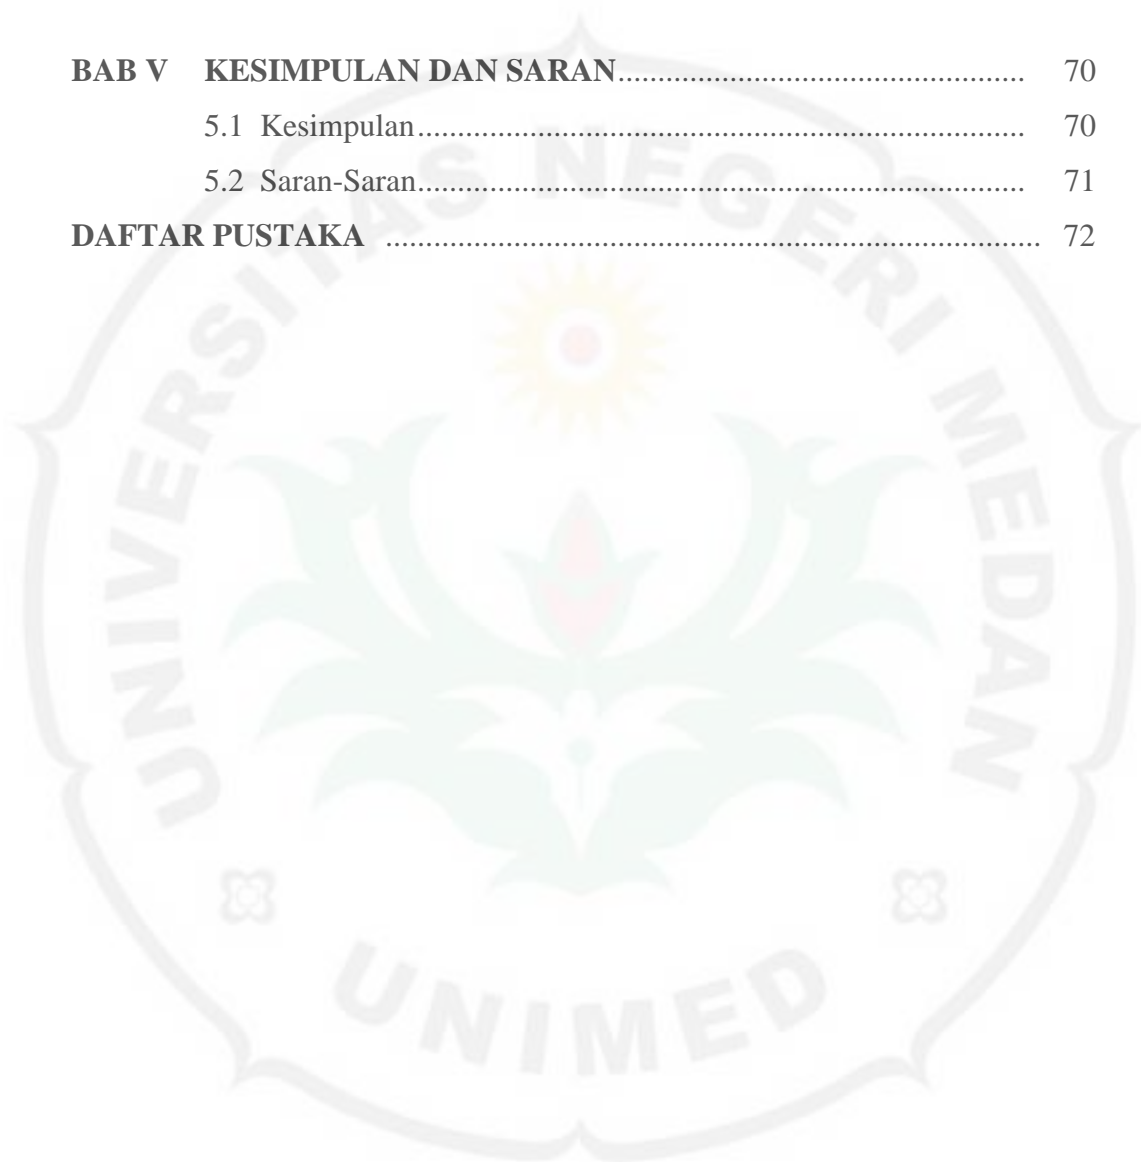 BAB V KESIMPULAN DAN SARAN.................................................... 70
5.1 Kesimpulan............................................................................. 70
5.2 Saran-Saran............................................................................. 71
DAFTAR PUSTAKA ................................................................................... 72
UNIVERSITAS NEGERI MEDAN
UNIMED